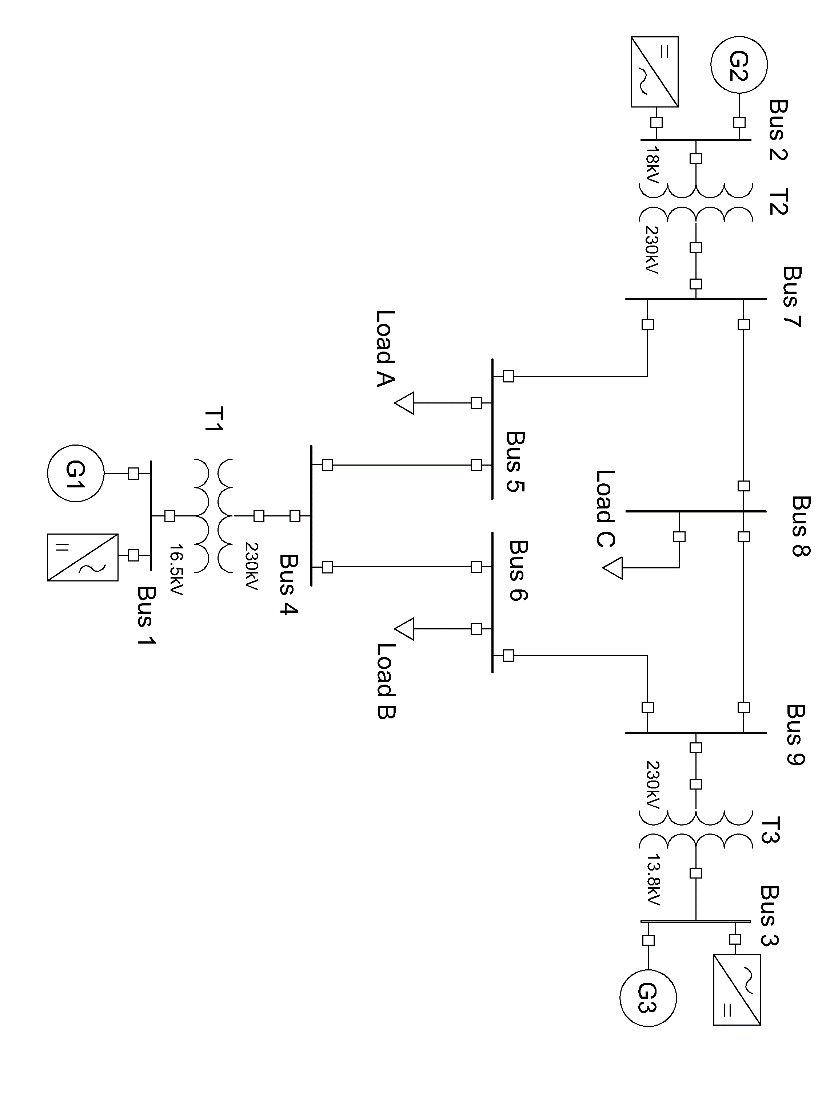 Bus 2
T2
Bus 7
Bus 8
Bus 9
T3
Bus 3
G2
18kV
230kV
230kV
13.8kV
G3
Load C
Bus 5
Bus 6
Load A
Load B
Bus 4
230kV
T1
16.5kV
Bus 1
G1